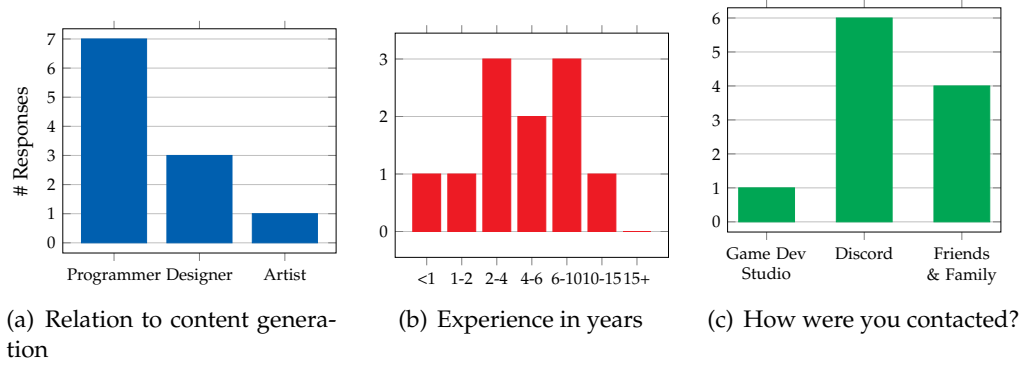 # Responses
7
6
5
4
3
2
1
0
Programmer Designer Artist
(a) Relation to content genera-
tion
3
2
1
0
<1 1-2 2-4 4-6 6-10 10-15 15+
(b) Experience in years
6
5
4
3
2
1
0
Game Dev Discord Friends
Studio & Family
(c) How were you contacted?